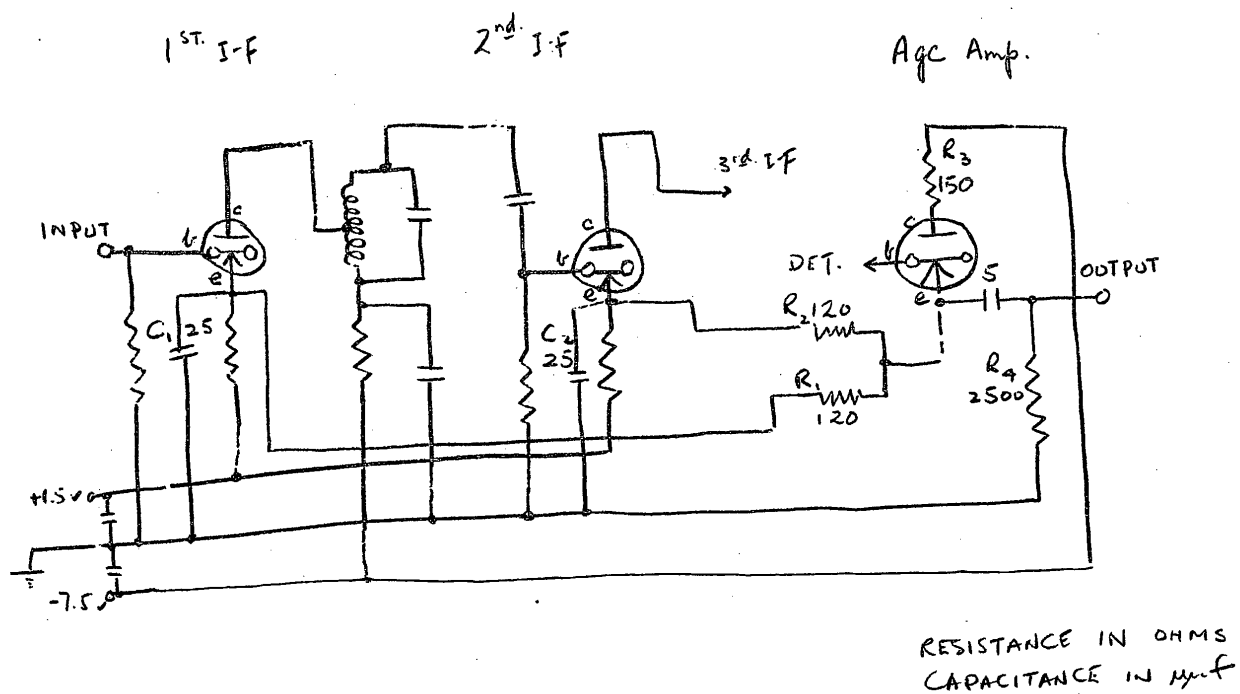 1ST. I-F
2nd. I-F
Agc Amp.
R3
150
3rd. I-F
c
c
c
INPUT
b
b
DET.
b
5
OUTPUT
e
e
e
C1 25
C2
25
R2 120
R4
2500
R1
120
+1.5v
-7.5v
RESISTANCE IN OHMS
CAPACITANCE IN μμf